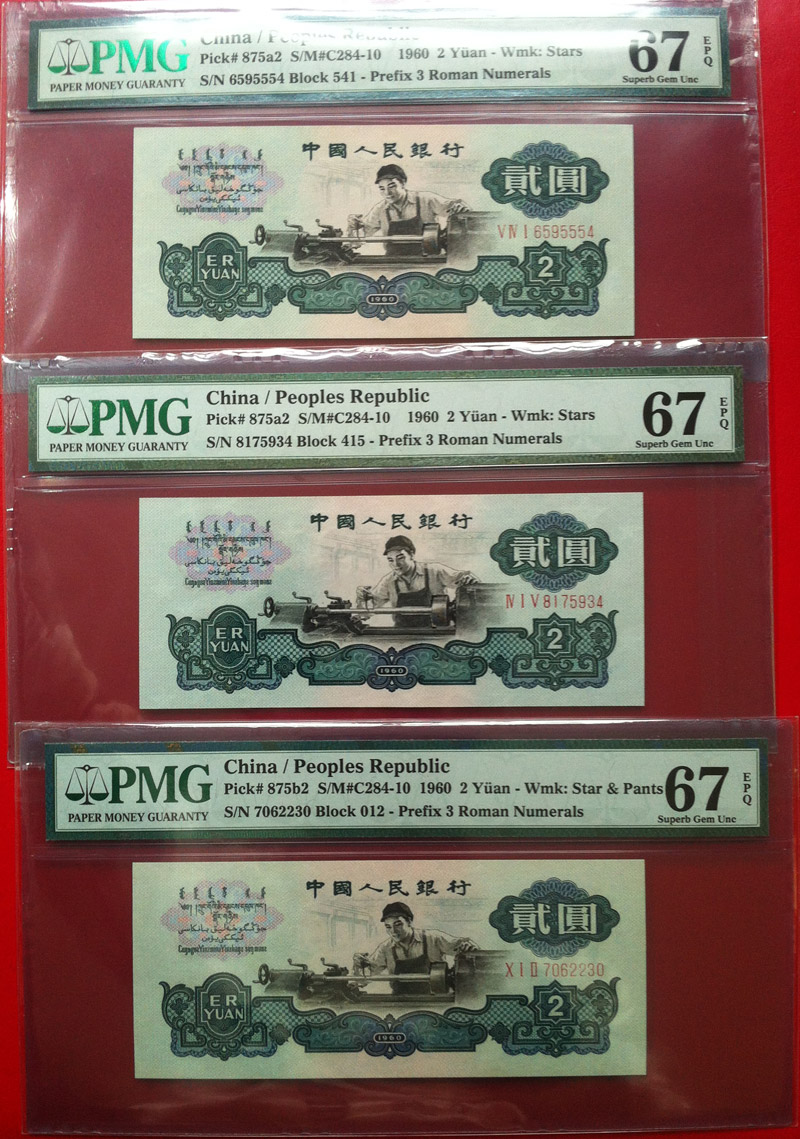 PMG
PAPER MONEY GUARANTY
China / Peoples Republic
Pick# 875a2 S/M#C284-10 1960 2 Yüan - Wmk: Stars
S/N 6595554 Block 541 - Prefix 3 Roman Numerals
67
EPQ
Superb Gem Unc
中國人民銀行
貳圓
VⅣⅠ6595554
ER
YUAN
1960
2
PMG
PAPER MONEY GUARANTY
China / Peoples Republic
Pick# 875a2 S/M#C284-10 1960 2 Yüan - Wmk: Stars
S/N 8175934 Block 415 - Prefix 3 Roman Numerals
67
EPQ
Superb Gem Unc
中國人民銀行
貳圓
ⅣⅠV8175934
ER
YUAN
1960
2
PMG
PAPER MONEY GUARANTY
China / Peoples Republic
Pick# 875b2 S/M#C284-10 1960 2 Yüan - Wmk: Star & Pants
S/N 7062230 Block 012 - Prefix 3 Roman Numerals
67
EPQ
Superb Gem Unc
中國人民銀行
貳圓
XⅠⅡ7062230
ER
YUAN
1960
2